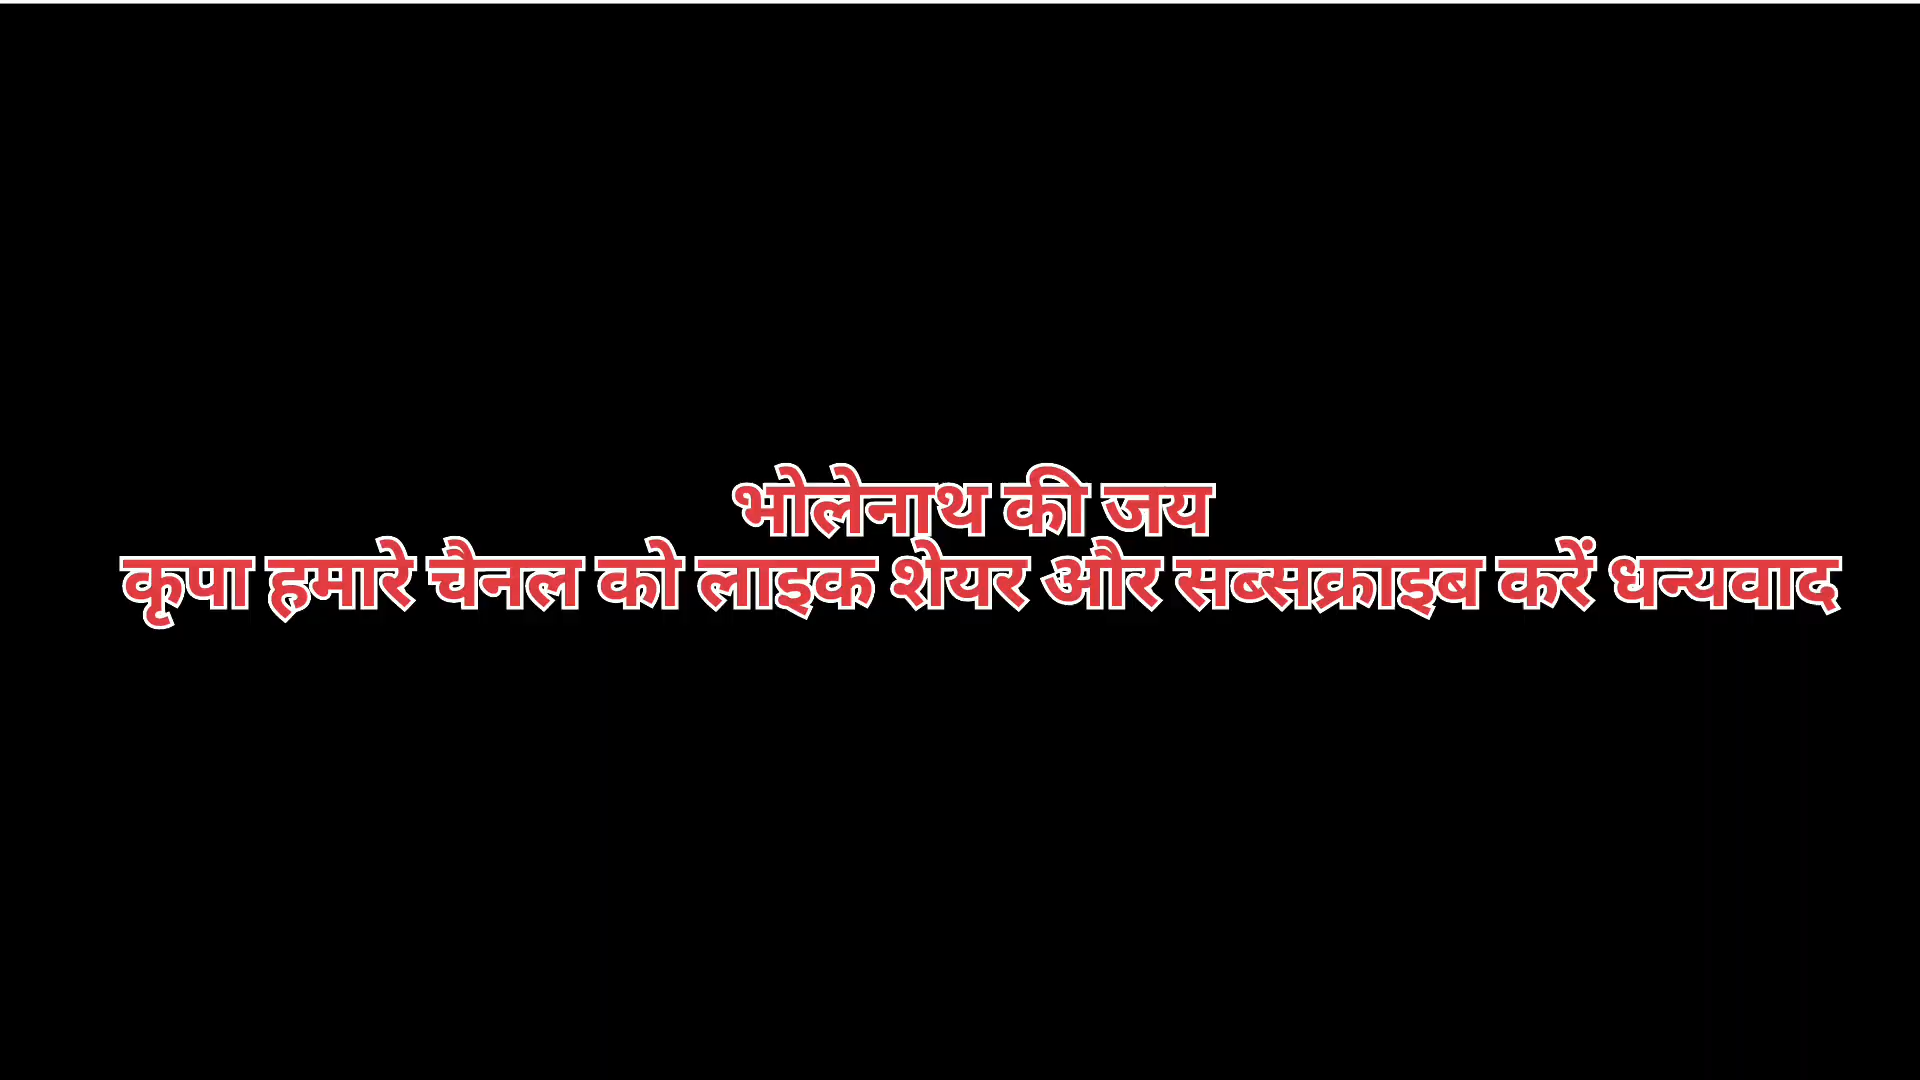 भोलेनाथ की जय
कृपा हमारे चैनल को लाइक शेयर और सब्सक्राइब करें धन्यवाद